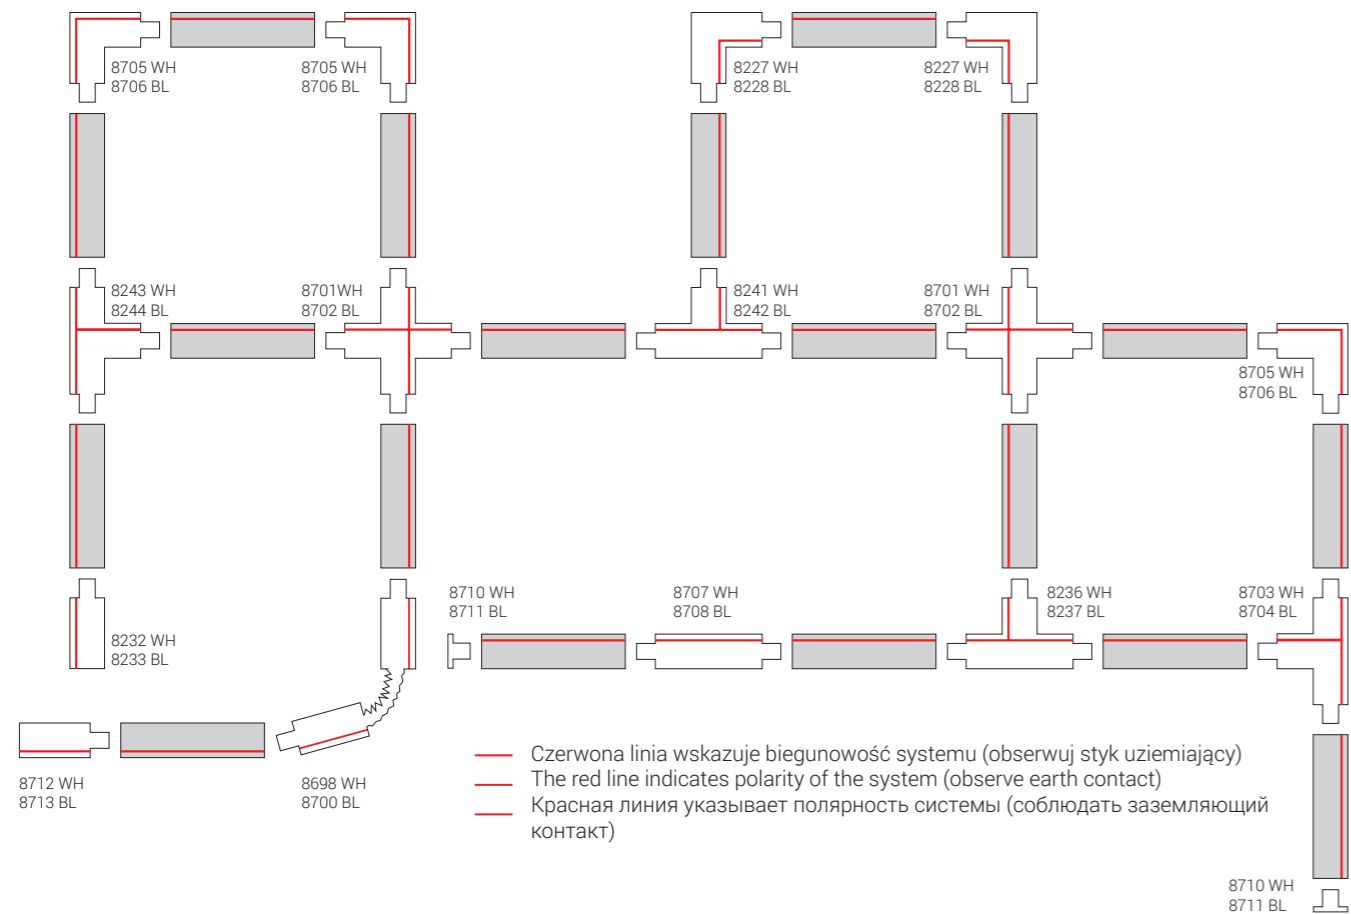 8705 WH
8706 BL
8705 WH
8706 BL
8227 WH
8228 BL
8227 WH
8228 BL
8243 WH
8244 BL
8701WH
8702 BL
8241 WH
8242 BL
8701 WH
8702 BL
8705 WH
8706 BL
8232 WH
8233 BL
8710 WH
8711 BL
8707 WH
8708 BL
8236 WH
8237 BL
8703 WH
8704 BL
8712 WH
8713 BL
8698 WH
8700 BL
Czerwona linia wskazuje biegunowość systemu (obserwuj styk uziemiający)
The red line indicates polarity of the system (observe earth contact)
Красная линия указывает полярность системы (соблюдать заземляющий
контакт)
8710 WH
8711 BL